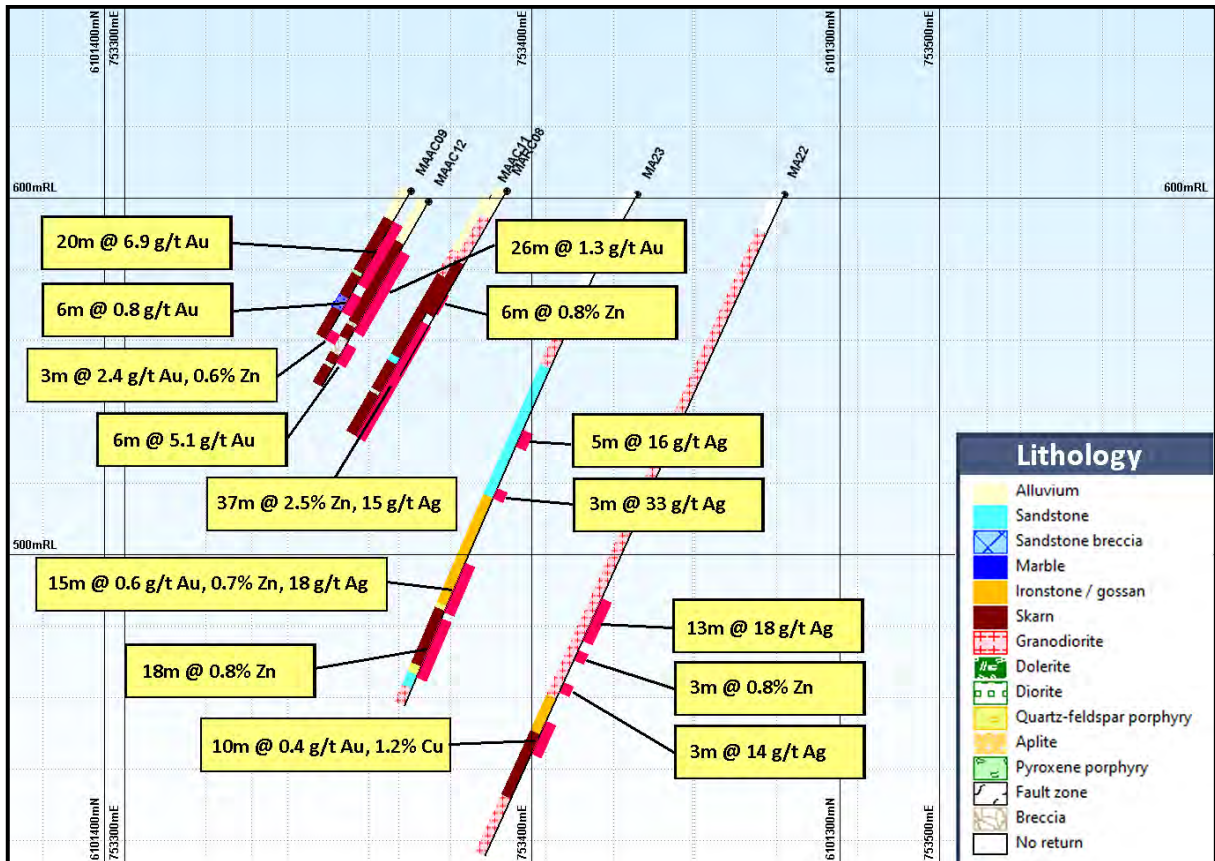 6101400mN
753300mE
753400mE
6101300mN
753500mE
MAAC09
MAAC12
MAAC11
MA23
MA22
600mRL
600mRL
20m @ 6.9 g/t Au
26m @ 1.3 g/t Au
6m @ 0.8 g/t Au
6m @ 0.8% Zn
3m @ 2.4 g/t Au, 0.6% Zn
6m @ 5.1 g/t Au
5m @ 16 g/t Ag
37m @ 2.5% Zn, 15 g/t Ag
3m @ 33 g/t Ag
500mRL
15m @ 0.6 g/t Au, 0.7% Zn, 18 g/t Ag
13m @ 18 g/t Ag
18m @ 0.8% Zn
3m @ 0.8% Zn
10m @ 0.4 g/t Au, 1.2% Cu
3m @ 14 g/t Ag
Lithology
Alluvium
Sandstone
Sandstone breccia
Marble
Ironstone / gossan
Skarn
Granodiorite
Dolerite
Diorite
Quartz-feldspar porphyry
Aplite
Pyroxene porphyry
Fault zone
Breccia
No return
6101400mN
753300mE
753400mE
6101300mN
753500mE